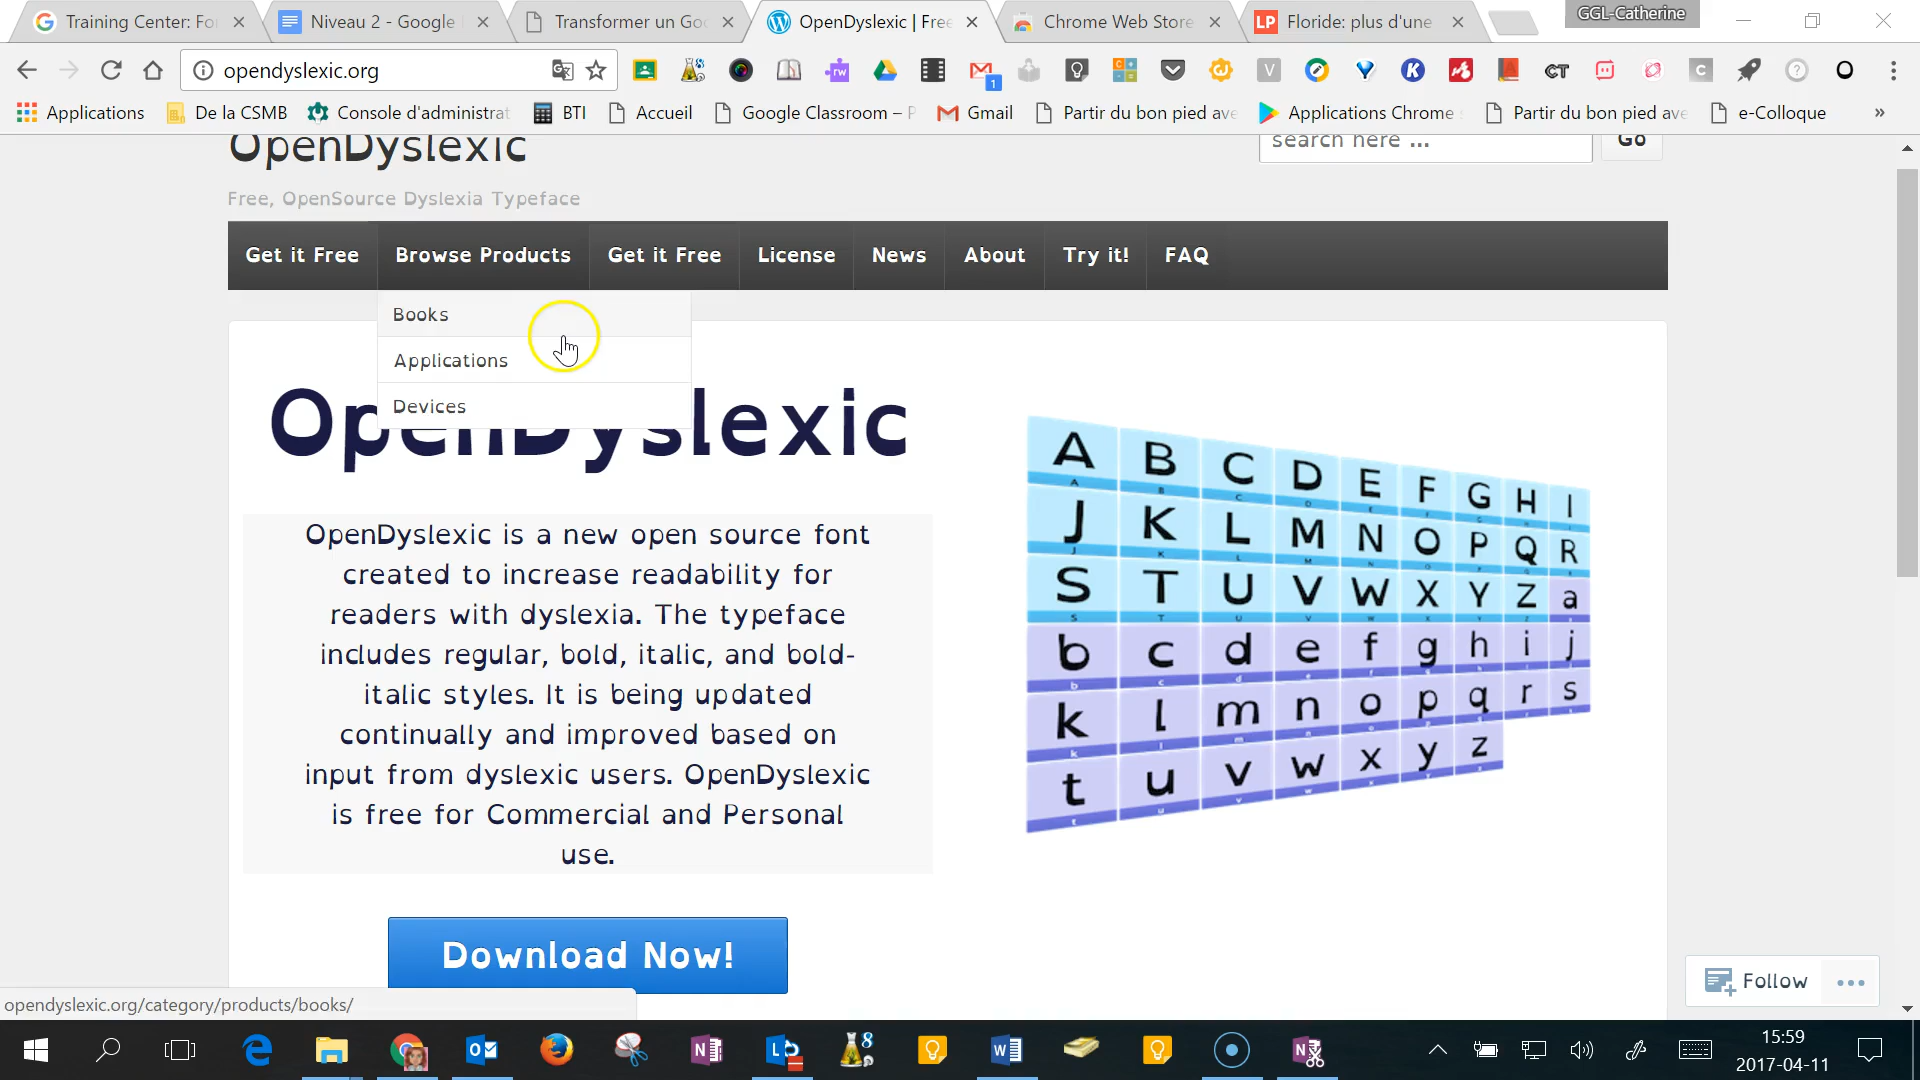 Training Center: Fo
Niveau 2 - Google
Transformer un Goo
OpenDyslexic | Free
Chrome Web Store
LP Floride: plus d'une
GGL-Catherine
opendyslexic.org
Applications
De la CSMB
Console d'administrat
BTI
Accueil
Google Classroom – P
Gmail
Partir du bon pied ave
Applications Chrome
Partir du bon pied ave
e-Colloque
»
OpenDyslexic
search here ...
Go
Free, OpenSource Dyslexia Typeface
Get it Free
Browse Products
Get it Free
License
News
About
Try it!
FAQ
Books
Applications
Devices
OpenDyslexic
OpenDyslexic is a new open source font
created to increase readability for
readers with dyslexia. The typeface
includes regular, bold, italic, and bold-
italic styles. It is being updated
continually and improved based on
input from dyslexic users. OpenDyslexic
is free for Commercial and Personal
use.
A B C D E F G H I
J K L M N O P Q R
S T U V W X Y Z a
b c d e f g h i j
k l m n o p q r s
t u v w x y z
Download Now!
Follow
opendyslexic.org/category/products/books/
15:59
2017-04-11